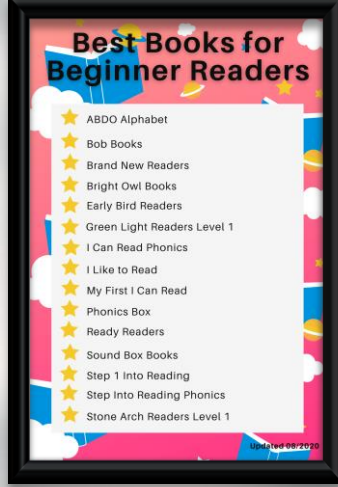 Best Books for
Beginner Readers
ABDO Alphabet
Bob Books
Brand New Readers
Bright Owl Books
Early Bird Readers
Green Light Readers Level 1
I Can Read Phonics
I Like to Read
My First I Can Read
Phonics Box
Ready Readers
Sound Box Books
Step 1 Into Reading
Step Into Reading Phonics
Stone Arch Readers Level 1
Updated 08/2020